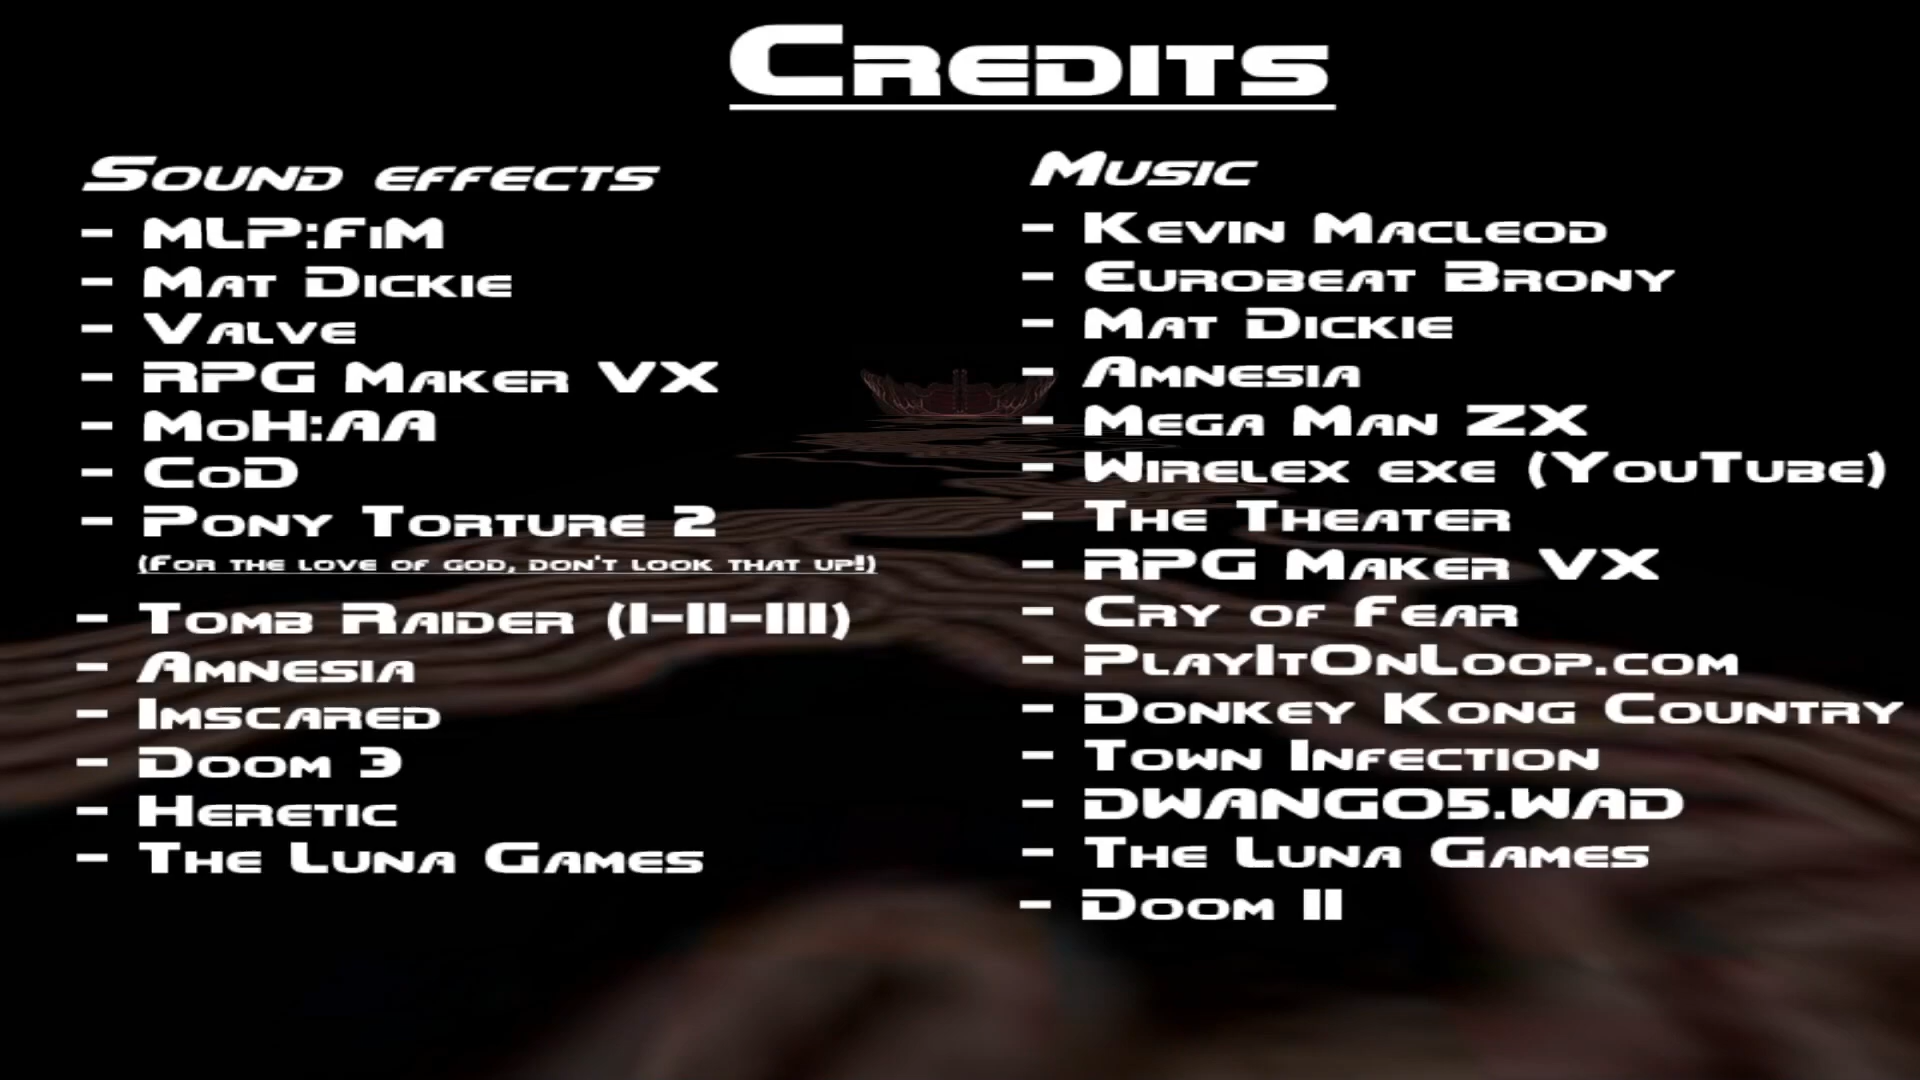 Credits
Sound effects
- MLP:FiM
- Mat Dickie
- Valve
- RPG Maker VX
- MoH:AA
- CoD
- Pony Torture 2
(For the love of god, don't look that up!)
- Tomb Raider (I-II-III)
- Amnesia
- Imscared
- Doom 3
- Heretic
- The Luna Games
Music
- Kevin Macleod
- Eurobeat Brony
- Mat Dickie
- Amnesia
- Mega Man ZX
- Wirelex exe (YouTube)
- The Theater
- RPG Maker VX
- Cry of Fear
- PlayItOnLoop.com
- Donkey Kong Country
- Town Infection
- DWANGO5.WAD
- The Luna Games
- Doom II